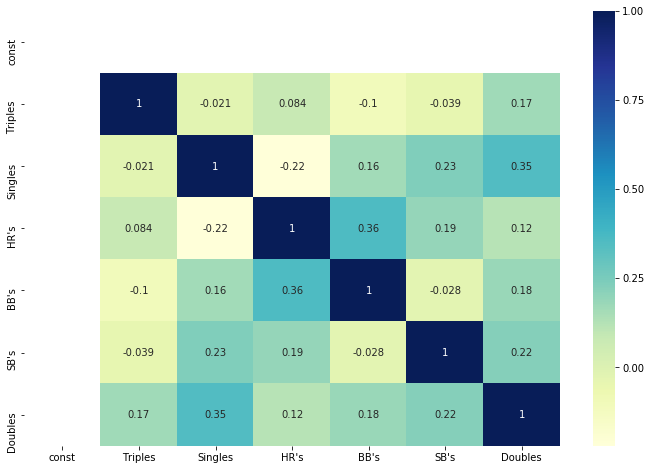 1.00
const
Triples 1 -0.021 0.084 -0.1 -0.039 0.17
0.75
Singles -0.021 1 -0.22 0.16 0.23 0.35
0.50
HR's 0.084 -0.22 1 0.36 0.19 0.12
0.25
BB's -0.1 0.16 0.36 1 -0.028 0.18
SB's -0.039 0.23 0.19 -0.028 1 0.22
0.00
Doubles 0.17 0.35 0.12 0.18 0.22 1
const Triples Singles HR's BB's SB's Doubles